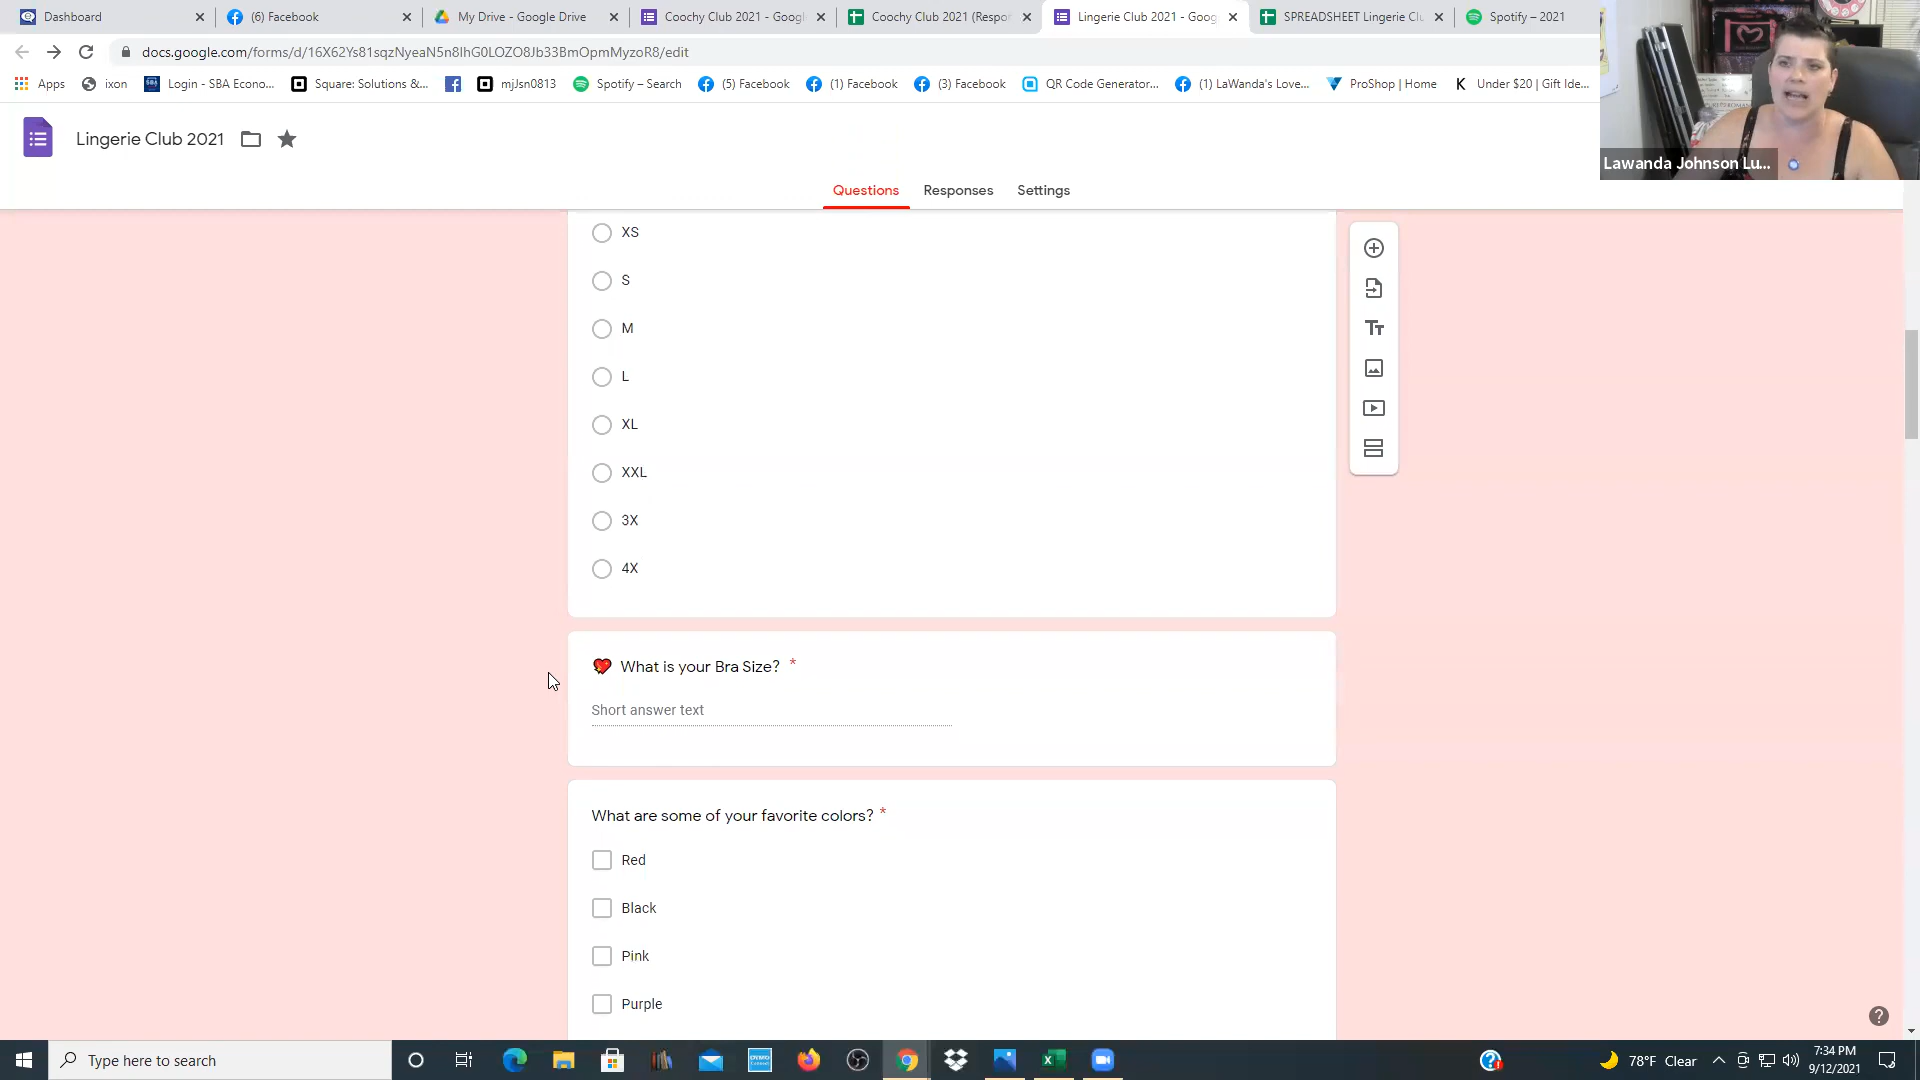 Dashboard
(6) Facebook
My Drive - Google Drive
Coochy Club 2021 - Googl
Coochy Club 2021 (Respor
Lingerie Club 2021 - Goog
SPREADSHEET Lingerie Clu
Spotify – 2021
docs.google.com/forms/d/16X62Ys81sqzNyeaN5n8IhG0LOZO8Jb33BmOpmMyzoR8/edit
Apps
ixon
SBA
Login - SBA Econo...
Square: Solutions &...
mjlsn0813
Spotify – Search
(5) Facebook
(1) Facebook
(3) Facebook
QR Code Generator...
(1) LaWanda's Love...
ProShop | Home
K
Under $20 | Gift Ide...
Lingerie Club 2021
Lawanda Johnson Lu...
Questions
Responses
Settings
XS
S
M
L
XL
XXL
3X
4X
What is your Bra Size? *
Short answer text
What are some of your favorite colors? *
Red
Black
Pink
Purple
Type here to search
78°F Clear
7:34 PM
9/12/2021